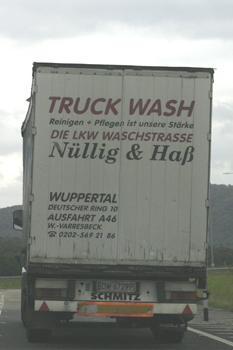 TRUCK WASH
Reinigen + Pflegen ist unsere Stärke
DIE LKW WASCHSTRASSE
Nüllig & Haß
WUPPERTAL
DEUTSCHER RING 10
AUSFAHRT A46
W.-VARRESBECK
☎ 0202-569 21 86
SCHMITZ